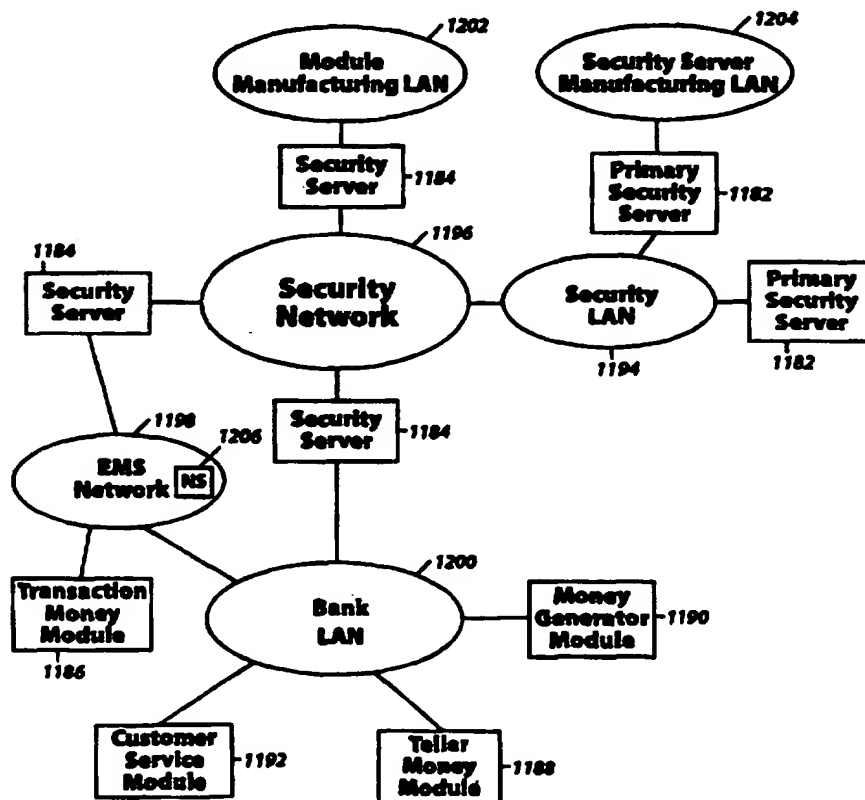 1202
1204
Module
Manufacturing LAN
Security Server
Manufacturing LAN
Security
Server
1184
Primary
Security
Server
1182
1196
1184
Security
Server
Security
Network
Security
LAN
1194
Primary
Security
Server
1182
Security
Server
1184
1198
1206
EMS
Network
NS
1200
Transaction
Money
Module
1186
Bank
LAN
Money
Generator
Module
1190
Customer
Service
Module
1192
Teller
Money
Module
1188